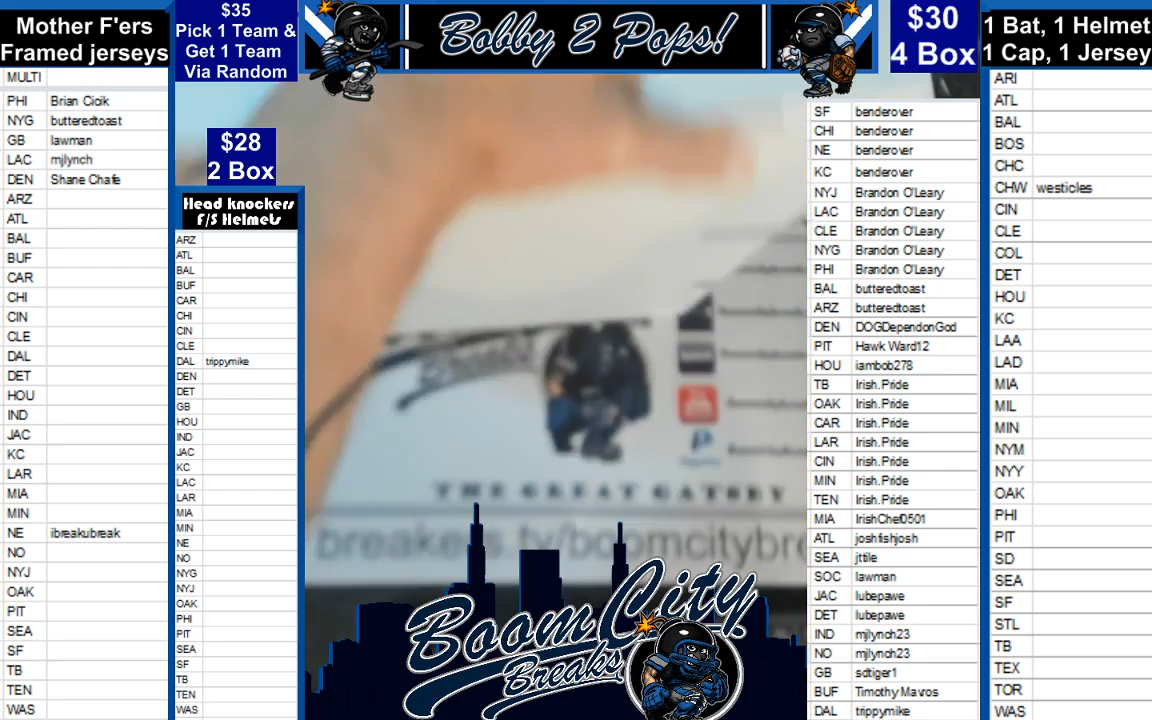 Mother F'ers
Framed jerseys
MULTI
PHI Brian Cicik
NYG butteredtoast
GB lawman
LAC mjlynch
DEN Shane Chafe
ARZ
ATL
BAL
BUF
CAR
CHI
CIN
CLE
DAL
DET
HOU
IND
JAC
KC
LAR
MIA
MIN
NE ibreakubreak
NO
NYJ
OAK
PIT
SEA
SF
TB
TEN
WAS
$35
Pick 1 Team &
Get 1 Team
Via Random
$28
2 Box
Head knockers
F/S Helmets
ARZ
ATL
BAL
BUF
CAR
CHI
CIN
CLE
DAL trippymike
DEN
DET
GB
HOU
IND
JAC
KC
LAC
LAR
MIA
MIN
NE
NO
NYG
NYJ
OAK
PHI
PIT
SEA
SF
TB
TEN
WAS
Bobby 2 Pops!
THE GREAT GATSBY
breakers.tv/boomcitybre
Boom City
Breaks
$30
4 Box
SF benderover
CHI benderover
NE benderover
KC benderover
NYJ Brandon O'Leary
LAC Brandon O'Leary
CLE Brandon O'Leary
NYG Brandon O'Leary
PHI Brandon O'Leary
BAL butteredtoast
ARZ butteredtoast
DEN DOGDependonGod
PIT Hawk Ward12
HOU iambob278
TB Irish.Pride
OAK Irish.Pride
CAR Irish.Pride
LAR Irish.Pride
CIN Irish.Pride
MIN Irish.Pride
TEN Irish.Pride
MIA IrishChef0501
ATL joshfishjosh
SEA jttile
SOC lawman
JAC lubepawe
DET lubepawe
IND mjlynch23
NO mjlynch23
GB sdtiger1
BUF Timothy Mavros
DAL trippymike
1 Bat, 1 Helmet
1 Cap, 1 Jersey
ARI
ATL
BAL
BOS
CHC
CHW westicles
CIN
CLE
COL
DET
HOU
KC
LAA
LAD
MIA
MIL
MIN
NYM
NYY
OAK
PHI
PIT
SD
SEA
SF
STL
TB
TEX
TOR
WAS